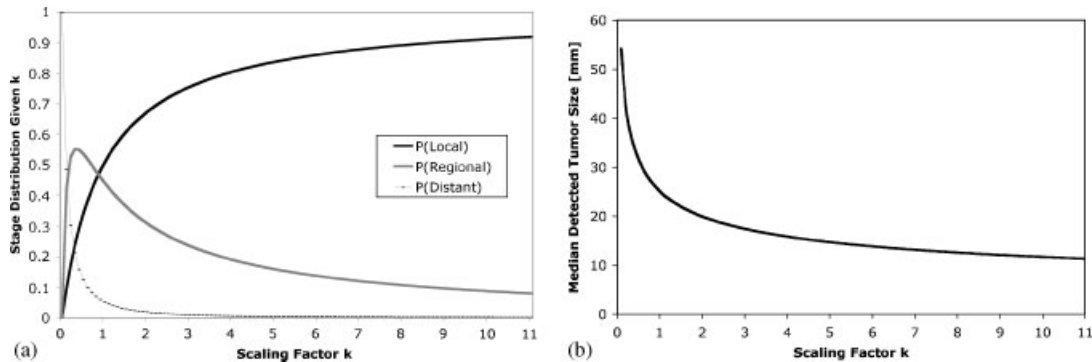 Stage Distribution Given k
1
0.9
0.8
0.7
0.6
0.5
0.4
0.3
0.2
0.1
0
P(Local)
P(Regional)
P(Distant)
0 1 2 3 4 5 6 7 8 9 10 11
(a) Scaling Factor k
Median Detected Tumor Size [mm]
60
50
40
30
20
10
0
0 1 2 3 4 5 6 7 8 9 10 11
(b) Scaling Factor k